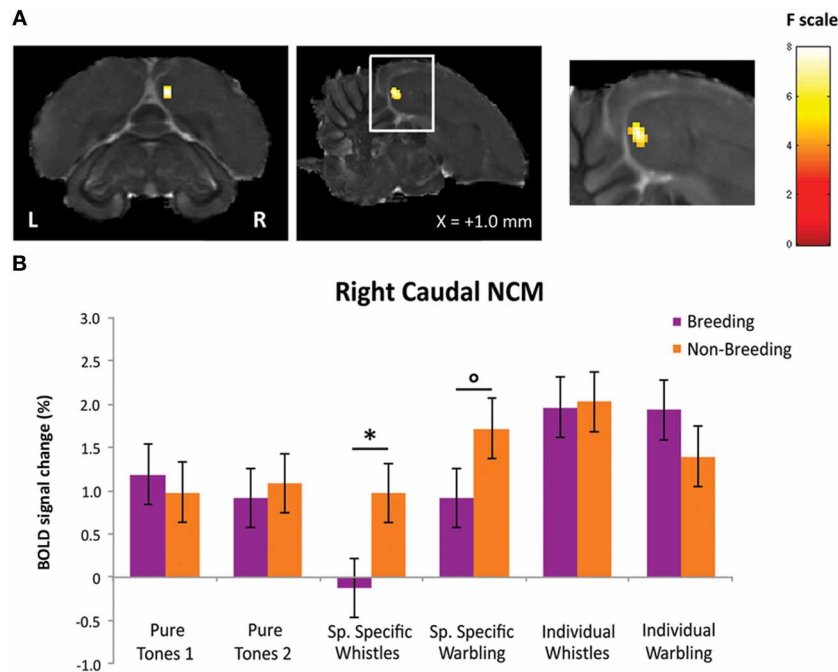 A
F scale
8
6
4
2
0
L
R
X = +1.0 mm
B
Right Caudal NCM
Breeding
Non-Breeding
BOLD signal change (%)
3.0
2.5
2.0
1.5
1.0
0.5
0
-0.5
-1.0
*
°
Pure
Tones 1
Pure
Tones 2
Sp. Specific
Whistles
Sp. Specific
Warbling
Individual
Whistles
Individual
Warbling